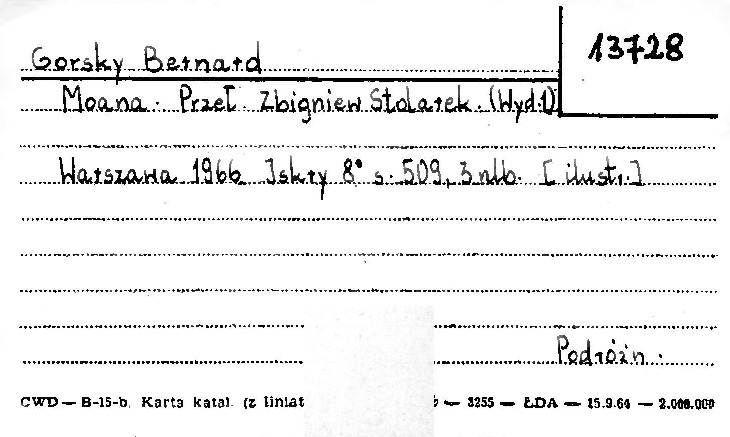 13728
Gorsky Bernard
Moana. Przeł. Zbigniew Stolarek. (Wyd.1)
Warszawa 1966 Iskry 8° s. 509, 3 nlb. [ilustr.]
Podróżn.
CWD — B-15-b. Karta katal. (z liniat — 3255 — ŁDA — 15.9.64 — 2.000.000